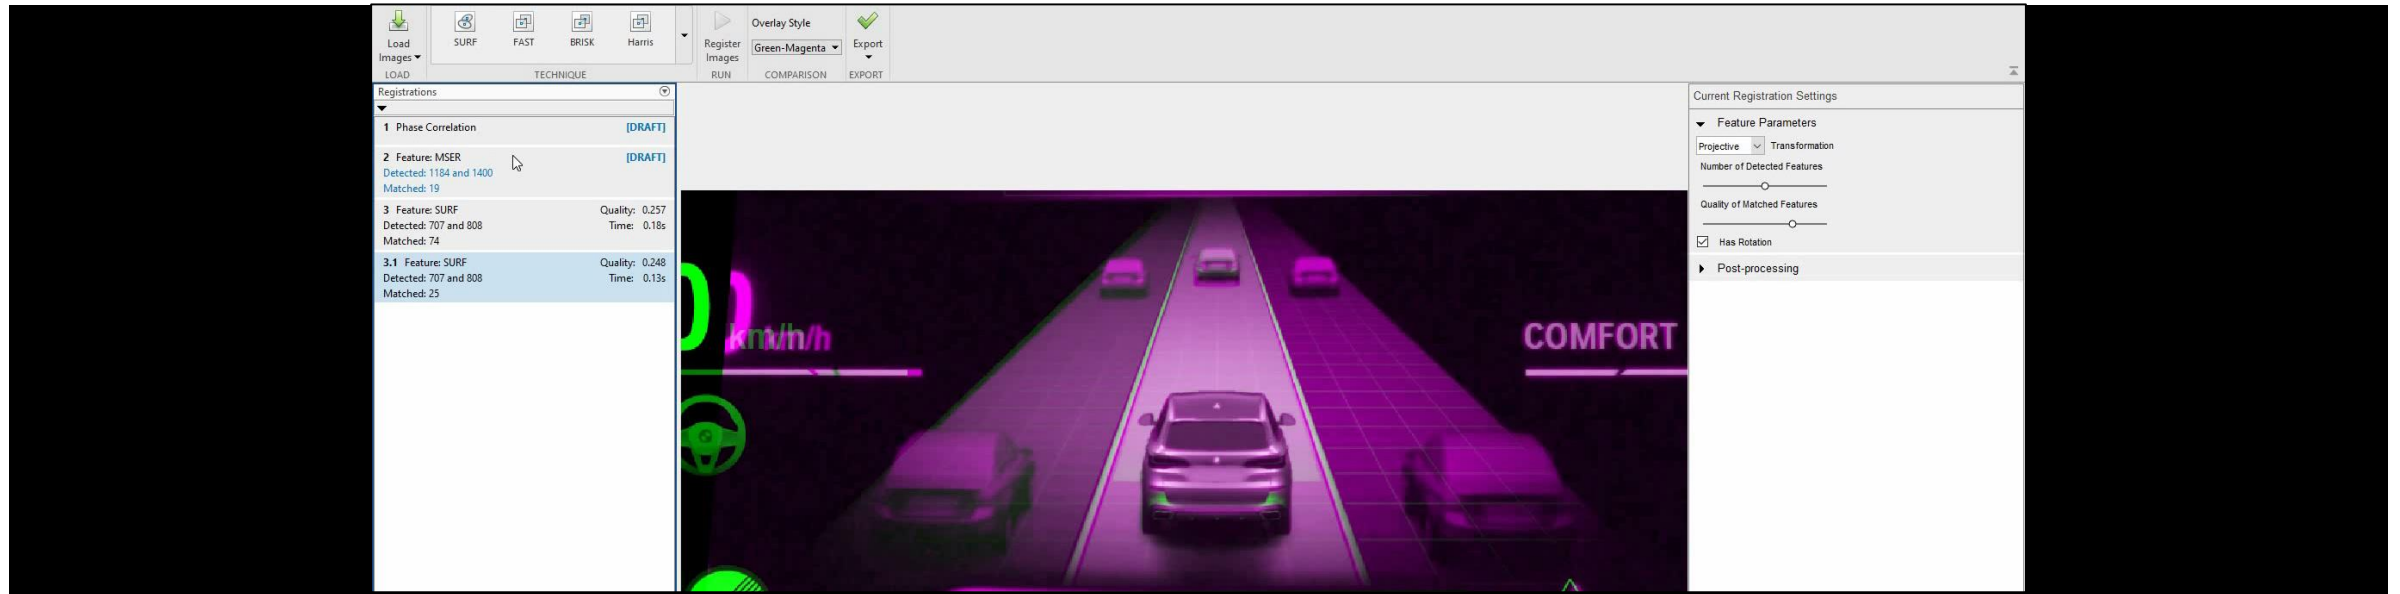 Load
Images
LOAD
SURF
FAST
BRISK
Harris
TECHNIQUE
Register
Images
RUN
Overlay Style
Green-Magenta
COMPARISON
Export
EXPORT
Registrations
1 Phase Correlation [DRAFT]
2 Feature: MSER [DRAFT]
Detected: 1184 and 1400
Matched: 19
3 Feature: SURF Quality: 0.257
Detected: 707 and 808 Time: 0.18s
Matched: 74
3.1 Feature: SURF Quality: 0.248
Detected: 707 and 808 Time: 0.13s
Matched: 25
km/h
COMFORT
Current Registration Settings
Feature Parameters
Projective Transformation
Number of Detected Features
Quality of Matched Features
Has Rotation
Post-processing